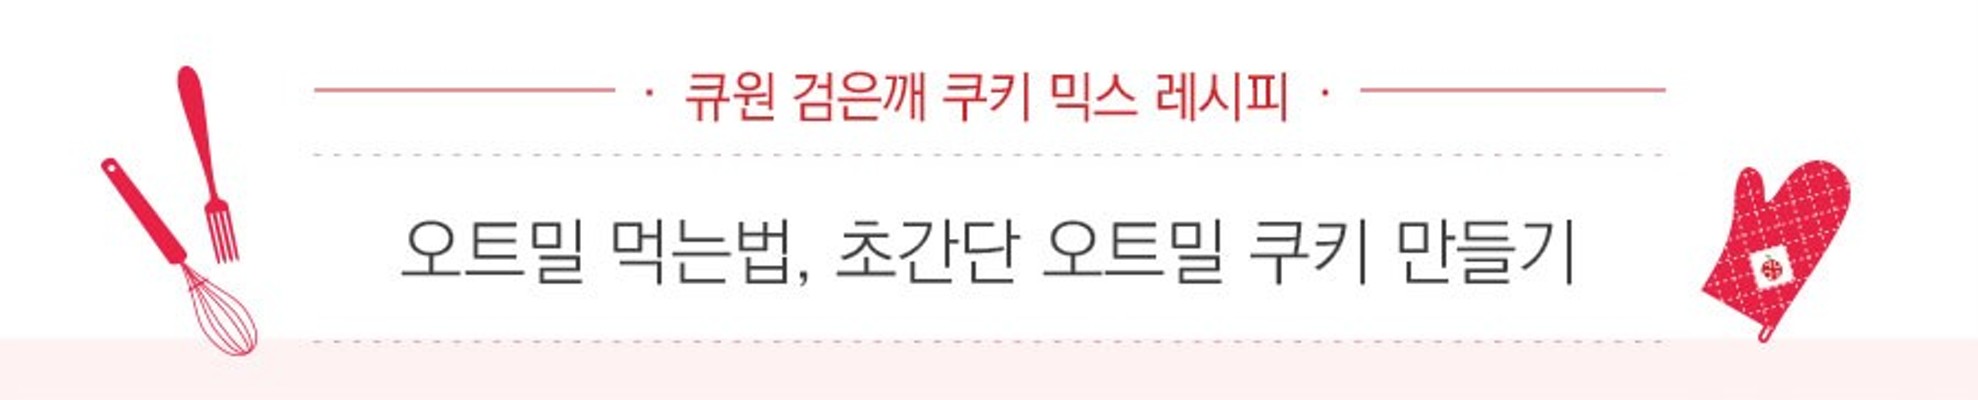 · 큐원 검은깨 쿠키 믹스 레시피 ·
오트밀 먹는법, 초간단 오트밀 쿠키 만들기